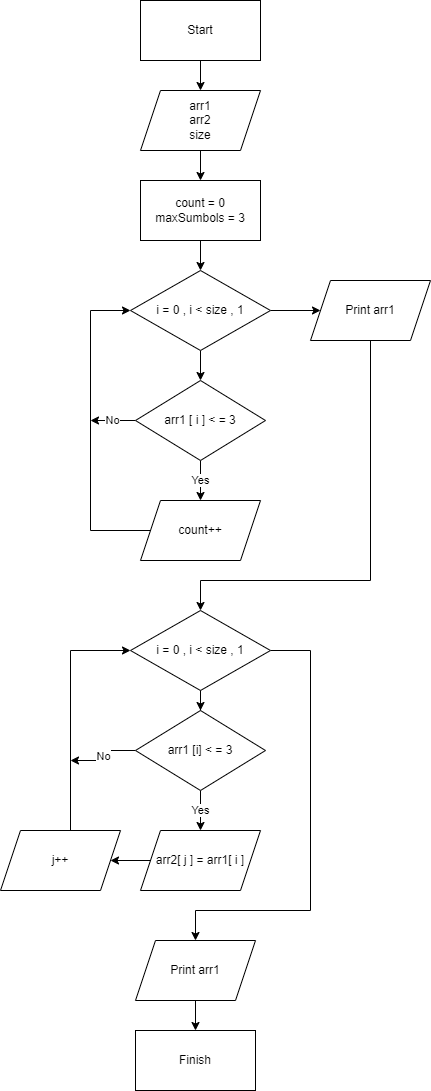 Start
arr1
arr2
size
count = 0
maxSumbols = 3
i = 0 , i < size , 1
Print arr1
arr1 [ i ] < = 3
No
Yes
count++
i = 0 , i < size , 1
arr1 [i] < = 3
No
Yes
j++
arr2[ j ] = arr1[ i ]
Print arr1
Finish